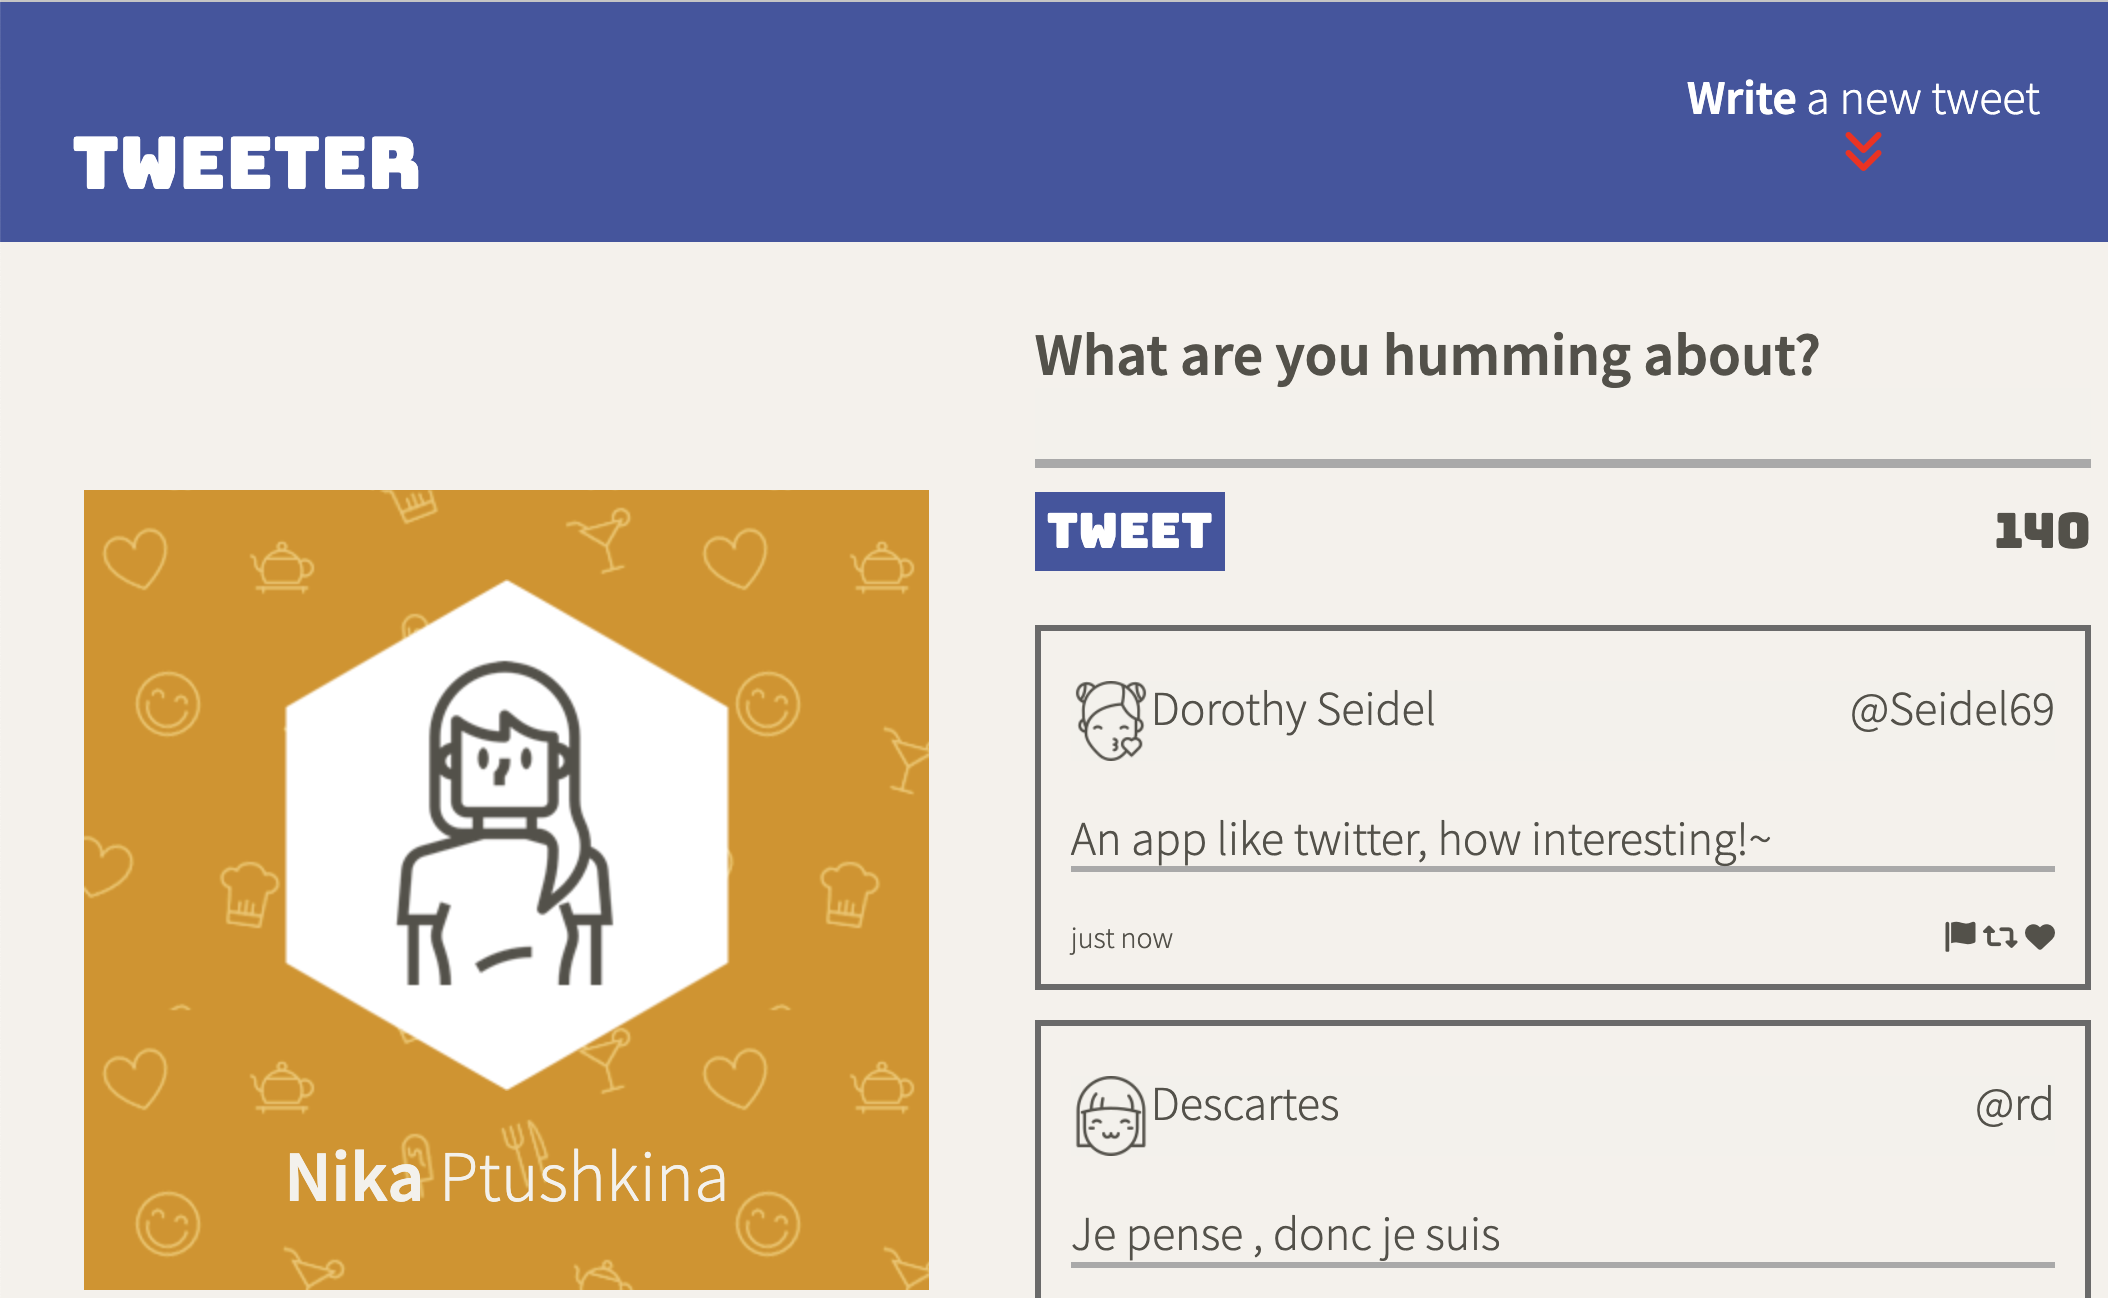 TWEETER
Write a new tweet
What are you humming about?
TWEET
140
Dorothy Seidel
@Seidel69
An app like twitter, how interesting!~
just now
Descartes
@rd
Je pense , donc je suis
Nika Ptushkina